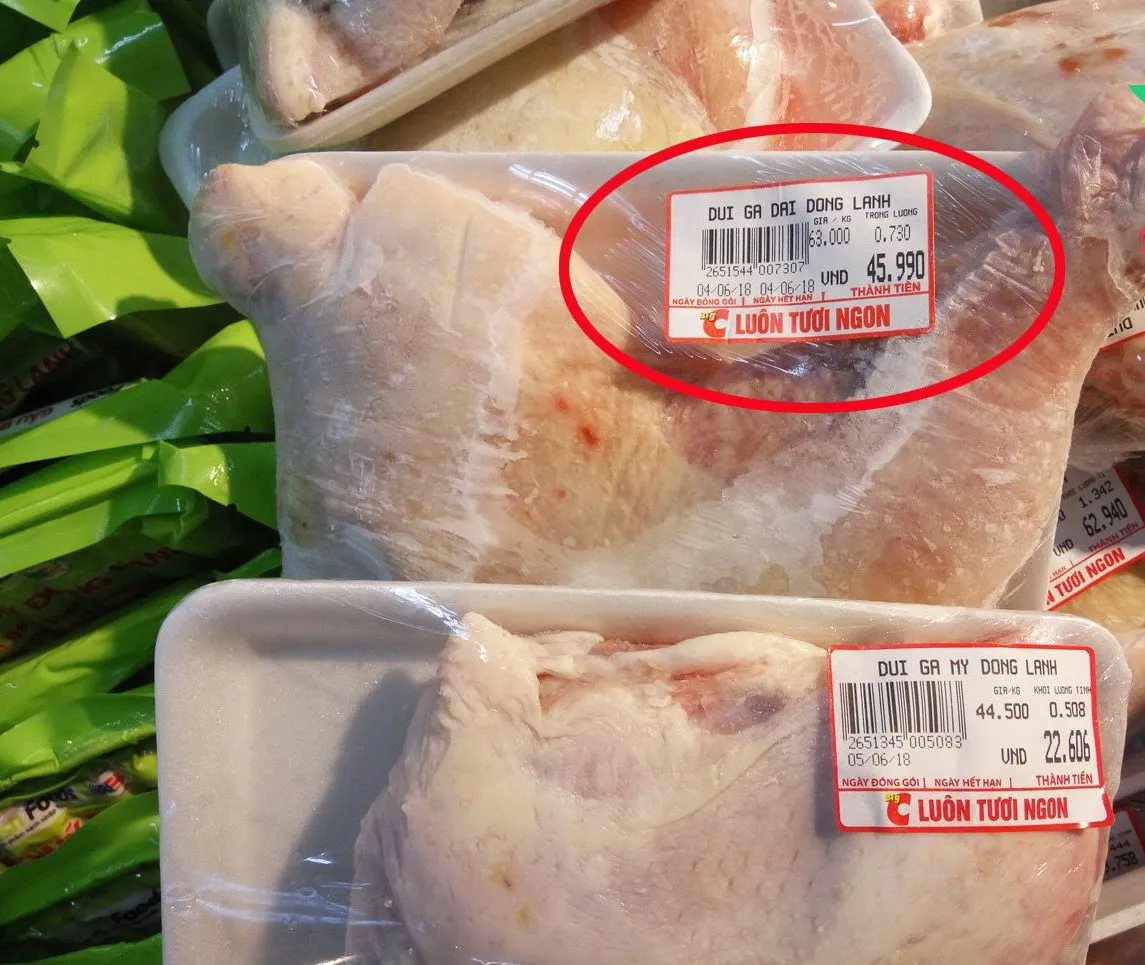 DUI GA DAI DONG LANH
GIA / KG TRONG LUONG
63,000 0.730
2651544 007307
VND 45.990
04/06/18 04/06/18
NGÀY ĐÓNG GÓI | NGÀY HẾT HẠN | THÀNH TIỀN
BIG C LUÔN TƯƠI NGON
1.342
VND 62.940
THÀNH TIỀN
N TƯƠI NGON
DUI GA MY DONG LANH
GIA/KG KHOI LUONG TINH
44.500 0.508
2651345 005083
05/06/18 VND 22.606
NGÀY ĐÓNG GÓI | NGÀY HẾT HẠN | THÀNH TIỀN
BIG C LUÔN TƯƠI NGON